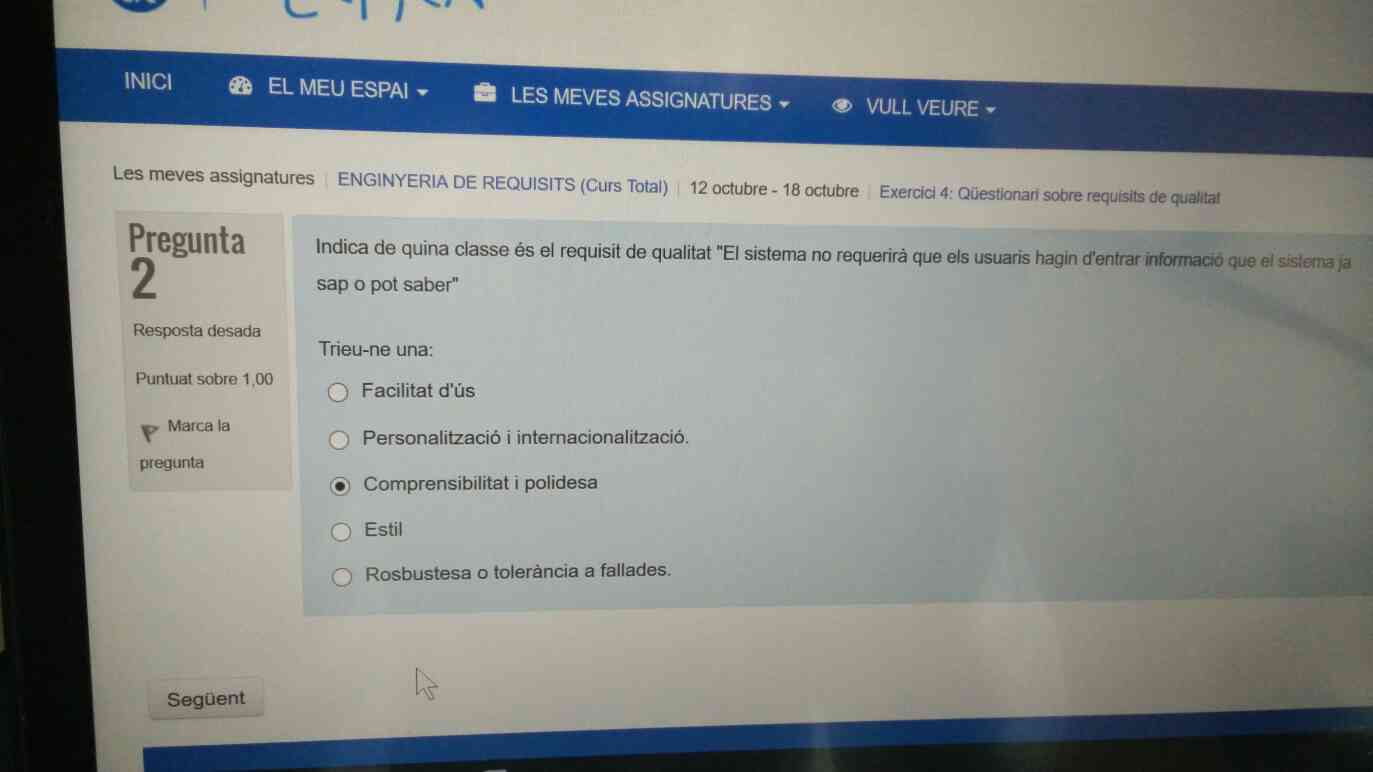 INICI EL MEU ESPAI LES MEVES ASSIGNATURES VULL VEURE
Les meves assignatures ENGINYERIA DE REQUISITS (Curs Total) 12 octubre - 18 octubre Exercici 4: Qüestionari sobre requisits de qualitat
Pregunta
2
Resposta desada
Puntuat sobre 1,00
Marca la
pregunta
Indica de quina classe és el requisit de qualitat "El sistema no requerirà que els usuaris hagin d'entrar informació que el sistema ja
sap o pot saber"
Trieu-ne una:
Facilitat d'ús
Personalització i internacionalització.
Comprensibilitat i polidesa
Estil
Rosbustesa o tolerància a fallades.
Següent